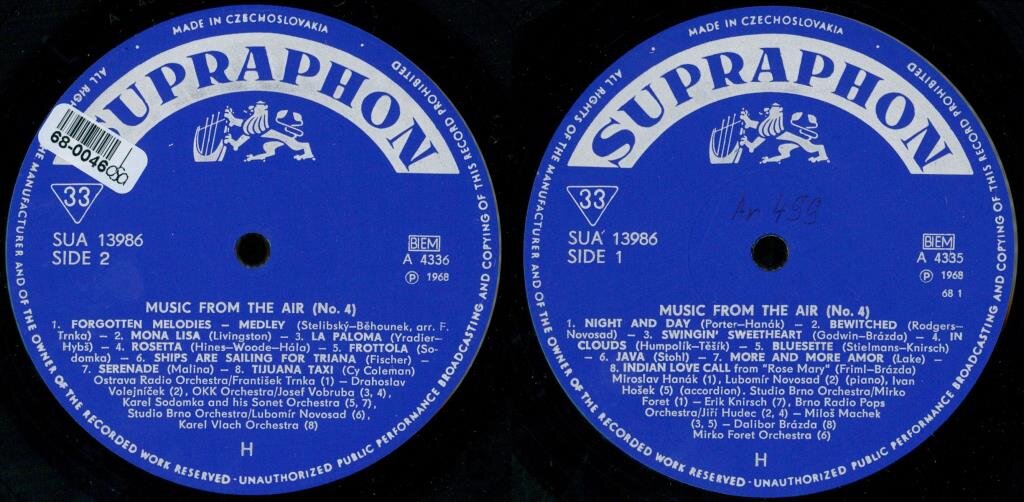 MADE IN CZECHOSLOVAKIA
SUPRAPHON
68-0046
ALL RIGHTS OF THE MANUFACTURER AND OF THE OWNER OF THE RECORDED WORK RESERVED · UNAUTHORIZED PUBLIC PERFORMANCE BROADCASTING AND COPYING OF THIS RECORD PROHIBITED
33
SUA 13986
SIDE 2
BIEM
A 4336
Ⓟ 1968
MUSIC FROM THE AIR (No. 4)
1. FORGOTTEN MELODIES – MEDLEY (Stelibský–Běhounek, arr. F.
Trnka) – 2. MONA LISA (Livingston) – 3. LA PALOMA (Yradier–
Hybš) – 4. ROSETTA (Hines–Woode–Hála) – 5. FROTTOLA (So-
domka) – 6. SHIPS ARE SAILING FOR TRIANA (Fischer) –
7. SERENADE (Malina) – 8. TIJUANA TAXI (Cy Coleman)
Ostrava Radio Orchestra/František Trnka (1) – Drahoslav
Volejníček (2), OKK Orchestra/Josef Vobruba (3, 4),
Karel Sodomka and his Sonet Orchestra (5, 7),
Studio Brno Orchestra/Lubomír Novosad (6),
Karel Vlach Orchestra (8)
H
MADE IN CZECHOSLOVAKIA
SUPRAPHON
ALL RIGHTS OF THE MANUFACTURER AND OF THE OWNER OF THE RECORDED WORK RESERVED · UNAUTHORIZED PUBLIC PERFORMANCE BROADCASTING AND COPYING OF THIS RECORD PROHIBITED
33
Ar 459
SUA 13986
SIDE 1
BIEM
A 4335
Ⓟ 1968
68 1
MUSIC FROM THE AIR (No. 4)
1. NIGHT AND DAY (Porter–Hanák) – 2. BEWITCHED (Rodgers–
Novosad) – 3. SWINGIN' SWEETHEART (Godwin–Brázda) – 4. IN
CLOUDS (Humpolík–Těšík) – 5. BLUESETTE (Stielmans–Knirsch)
– 6. JAVA (Stohl) – 7. MORE AND MORE AMOR (Lake) –
8. INDIAN LOVE CALL from "Rose Mary" (Friml–Brázda)
Miroslav Hanák (1), Lubomír Novosad (2) (piano), Ivan
Hošek (5) (accordion). Studio Brno Orchestra/Mirko
Foret (1) – Erik Knirsch (7), Brno Radio Pops
Orchestra/Jiří Hudec (2, 4) – Miloš Machek
(3, 5) – Dalibor Brázda (8)
Mirko Foret Orchestra (6)
H